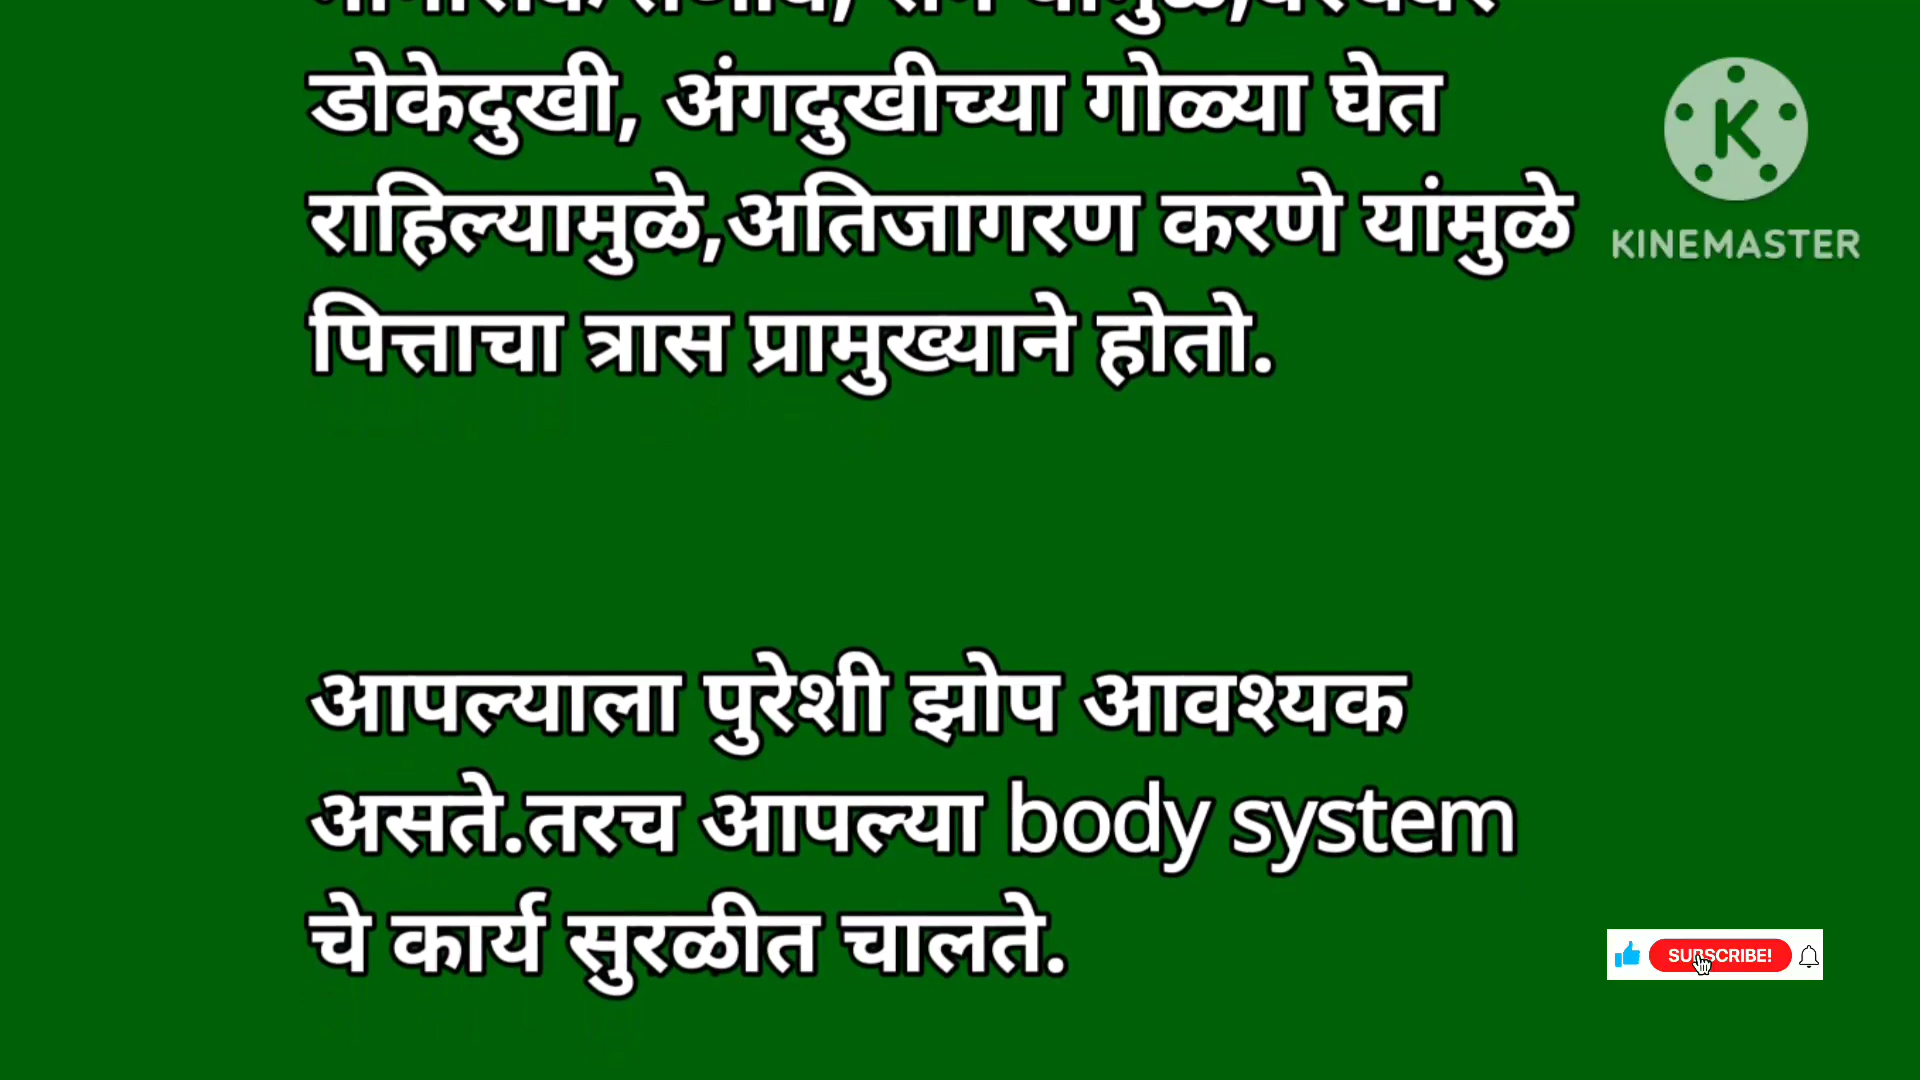 डोकेदुखी, अंगदुखीच्या गोळ्या घेत
राहिल्यामुळे,अतिजागरण करणे यांमुळे
पित्ताचा त्रास प्रामुख्याने होतो.
आपल्याला पुरेशी झोप आवश्यक
असते.तरच आपल्या body system
चे कार्य सुरळीत चालते.
K
KINEMASTER
SUBSCRIBE!